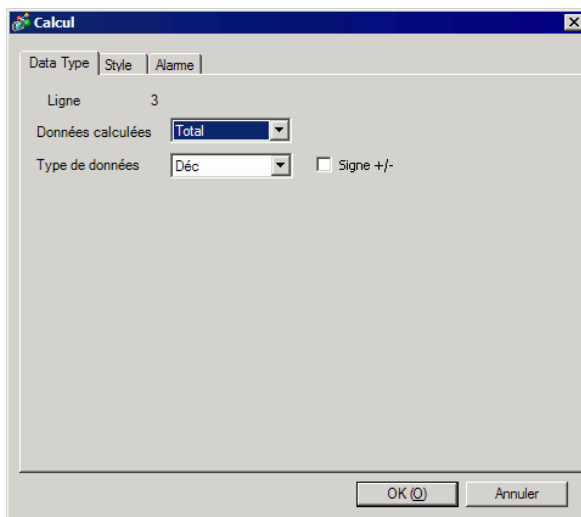 Calcul
Data Type Style Alarme
Ligne 3
Données calculées Total
Type de données Déc Signe +/-
OK (O) Annuler